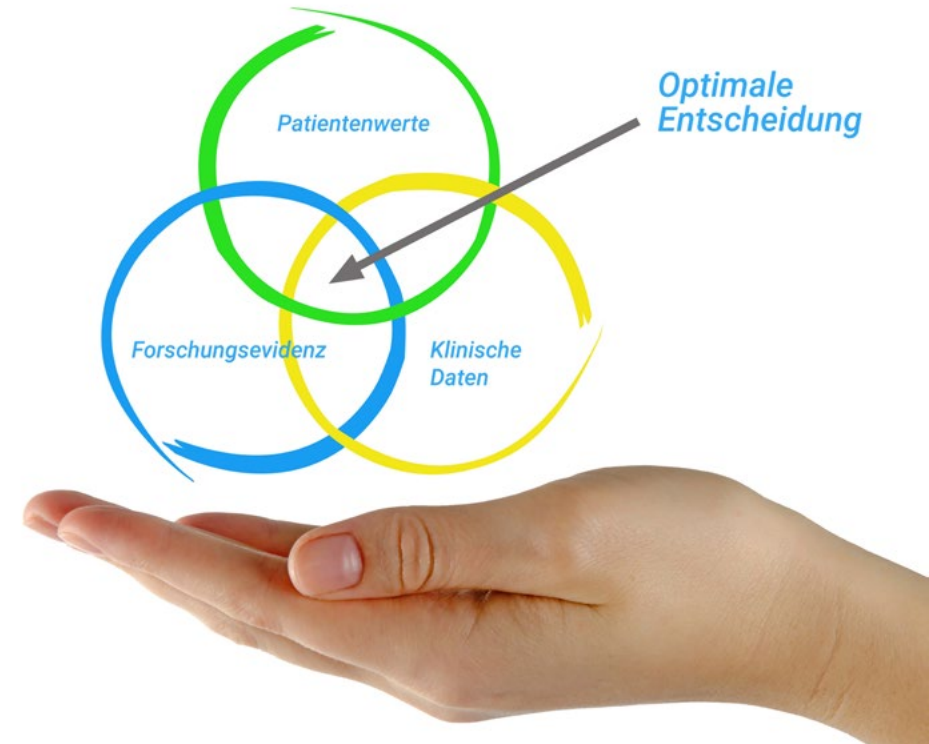 Patientenwerte
Optimale
Entscheidung
Forschungsevidenz
Klinische
Daten